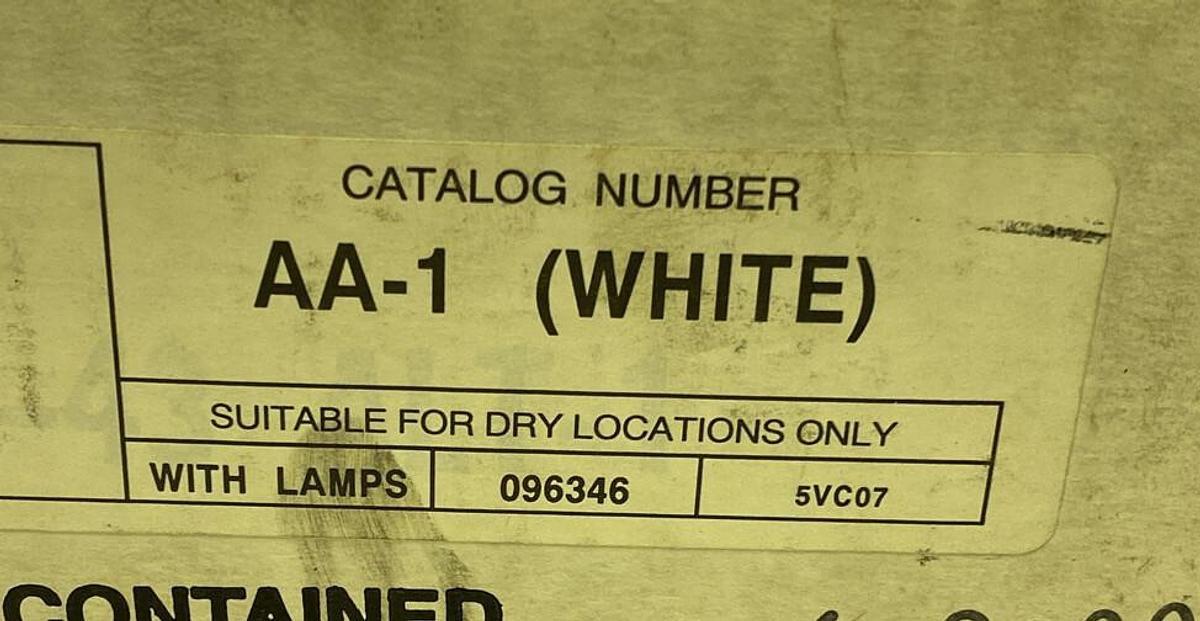 CATALOG NUMBER
AA-1 (WHITE)
SUITABLE FOR DRY LOCATIONS ONLY
WITH LAMPS 096346 5VC07
CONTAINED